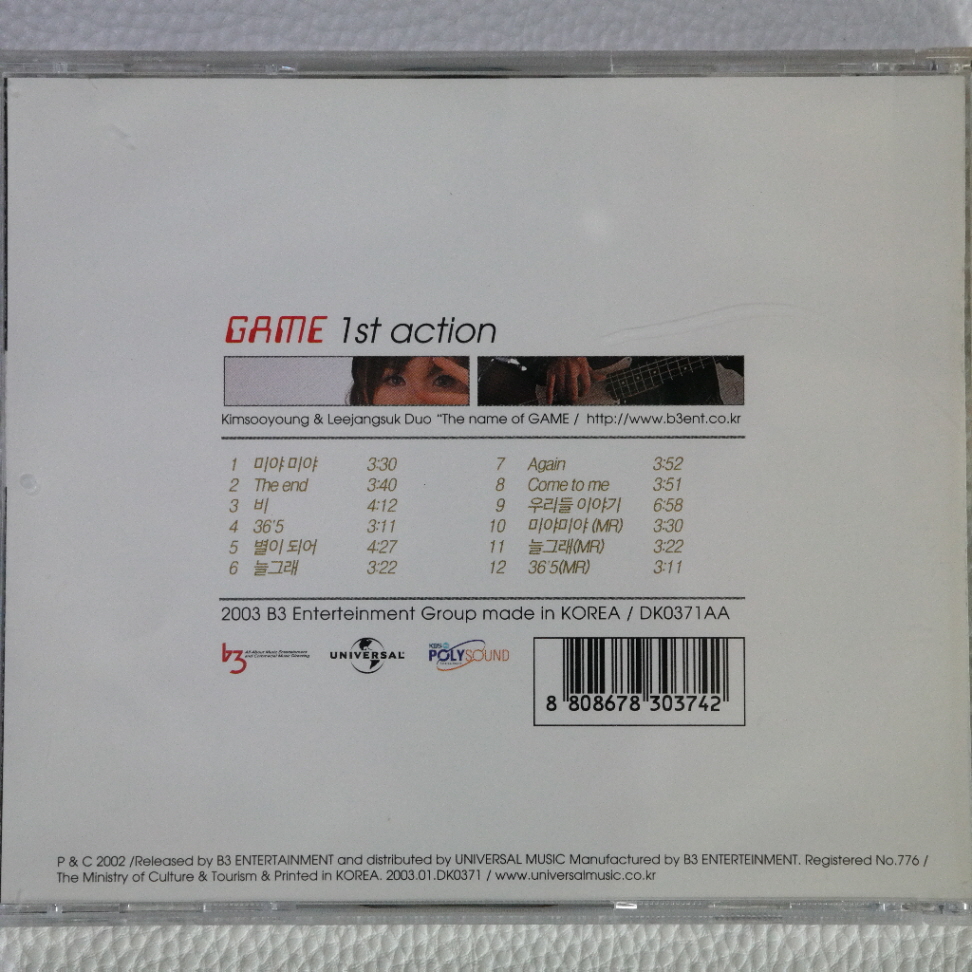 GAME 1st action
Kimsooyoung & Leejangsuk Duo "The name of GAME / http://www.b3ent.co.kr
1 미야 미야 3:30
2 The end 3:40
3 비 4:12
4 36'5 3:11
5 별이 되어 4:27
6 늘그래 3:22
7 Again 3:52
8 Come to me 3:51
9 우리들 이야기 6:58
10 미야미야 (MR) 3:30
11 늘그래(MR) 3:22
12 36'5(MR) 3:11
2003 B3 Enterteinment Group made in KOREA / DK0371AA
b3
UNIVERSAL
POLYSOUND
8 808678 303742
P & C 2002 /Released by B3 ENTERTAINMENT and distributed by UNIVERSAL MUSIC Manufactured by B3 ENTERTEINMENT. Registered No.776 /
The Ministry of Culture & Tourism & Printed in KOREA. 2003.01.DK0371 / www.universalmusic.co.kr